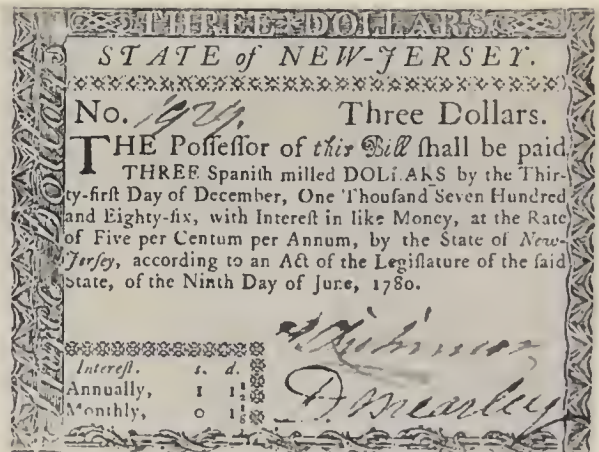 THREE DOLLARS.
STATE of NEW-JERSEY.
No. 1929. Three Dollars.
THE Poſſeſſor of this Bill ſhall be paid
THREE Spaniſh milled DOLLARS by the Thir-
ty-firſt Day of December, One Thouſand Seven Hundred
and Eighty-ſix, with Intereſt in like Money, at the Rate
of Five per Centum per Annum, by the State of New-
Jerſey, according to an Act of the Legiſlature of the ſaid
State, of the Ninth Day of June, 1780.
Intereſt. s. d.
Annually, 1 1½
Monthly, 0 1⅛
D. Brearley